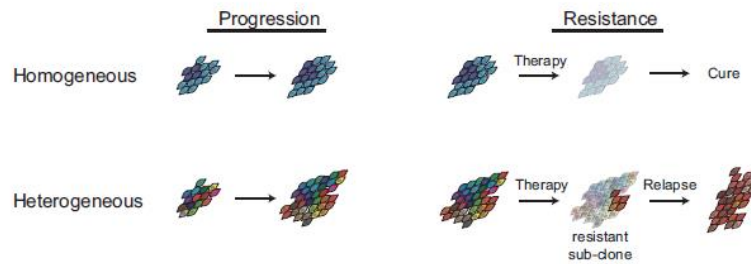 Progression
Resistance
Homogeneous
Therapy
Cure
Heterogeneous
Therapy
Relapse
resistant
sub-clone